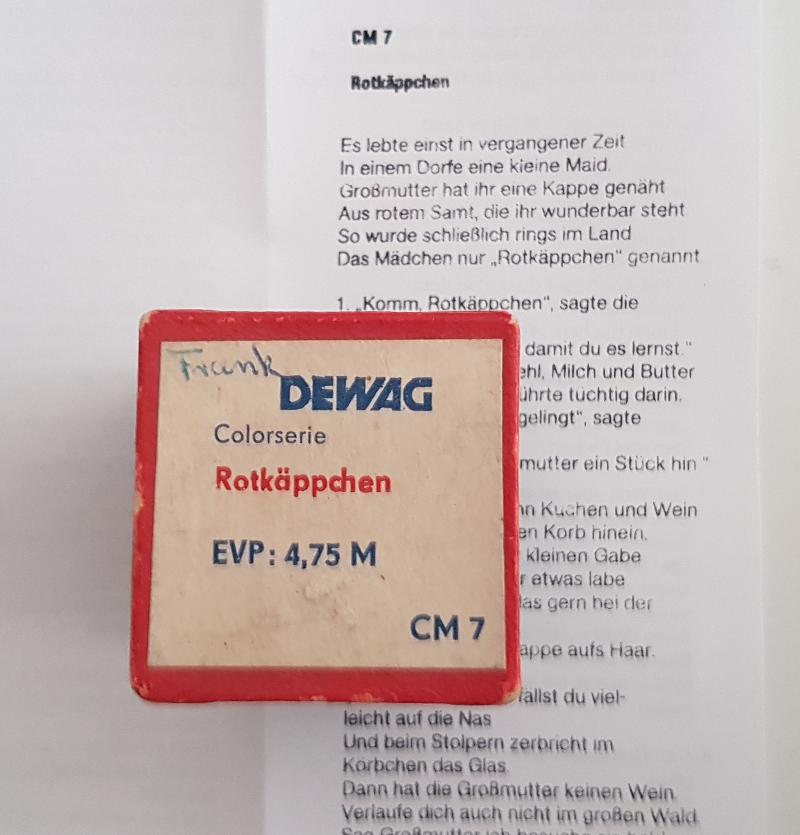 CM 7
Rotkäppchen
Es lebte einst in vergangener Zeit
In einem Dorfe eine kleine Maid.
Großmutter hat ihr eine Kappe genäht
Aus rotem Samt, die ihr wunderbar steht
So wurde schließlich rings im Land
Das Mädchen nur „Rotkäppchen“ genannt
1. „Komm, Rotkäppchen“, sagte die
damit du es lernst."
ehl, Milch und Butter
ührte tüchtig darin.
gelingt“, sagte
mutter ein Stück hin "
nn Kuchen und Wein
en Korb hinein,
kleinen Gabe
r etwas labe
das gern bei der
appe aufs Haar.
fällst du viel-
leicht auf die Nas
Und beim Stolpern zerbricht im
Körbchen das Glas.
Dann hat die Großmutter keinen Wein.
Verlaufe dich auch nicht im großen Wald.
Frank
DEWAG
Colorserie
Rotkäppchen
EVP: 4,75 M
CM 7